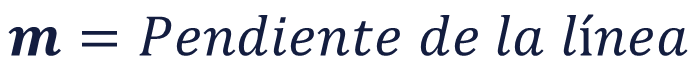 m = Pendiente de la línea